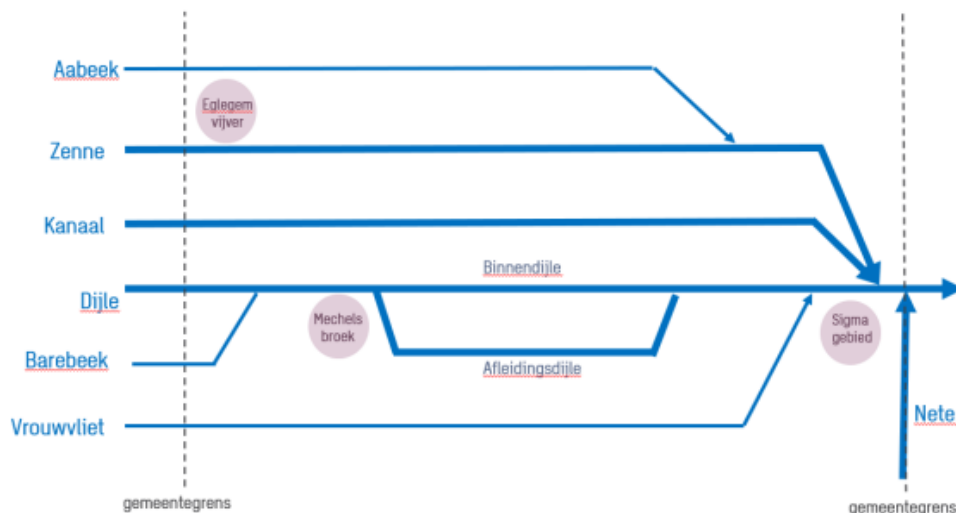 Aabeek
Eglegem
vijver
Zenne
Kanaal
Binnendijle
Dijle
Mechels
broek
Sigma
gebied
Barebeek
Afleidingsdijle
Vrouwvliet
Nete
gemeentegrens
gemeentegrens